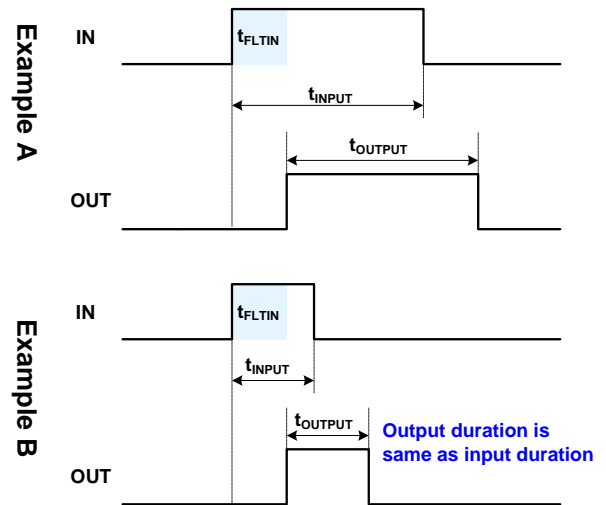 Example A
IN
tFLTIN
tINPUT
tOUTPUT
OUT
Example B
IN
tFLTIN
tINPUT
tOUTPUT
Output duration is
same as input duration
OUT